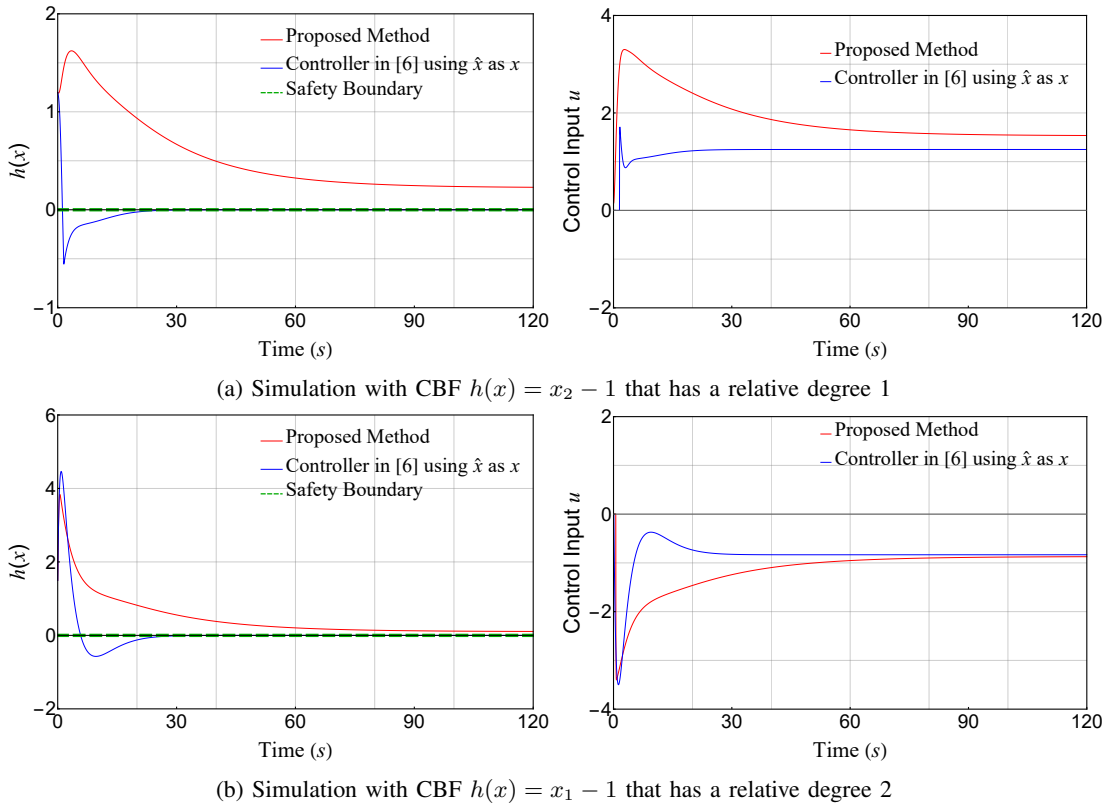 2
1
0
−1
h(x)
Proposed Method
Controller in [6] using x̂ as x
Safety Boundary
0 30 60 90 120
Time (s)
4
2
0
−2
Control Input u
Proposed Method
Controller in [6] using x̂ as x
0 30 60 90 120
Time (s)
(a) Simulation with CBF h(x) = x₂ − 1 that has a relative degree 1
6
4
2
0
−2
h(x)
Proposed Method
Controller in [6] using x̂ as x
Safety Boundary
0 30 60 90 120
Time (s)
2
0
−2
−4
Control Input u
Proposed Method
Controller in [6] using x̂ as x
0 30 60 90 120
Time (s)
(b) Simulation with CBF h(x) = x₁ − 1 that has a relative degree 2